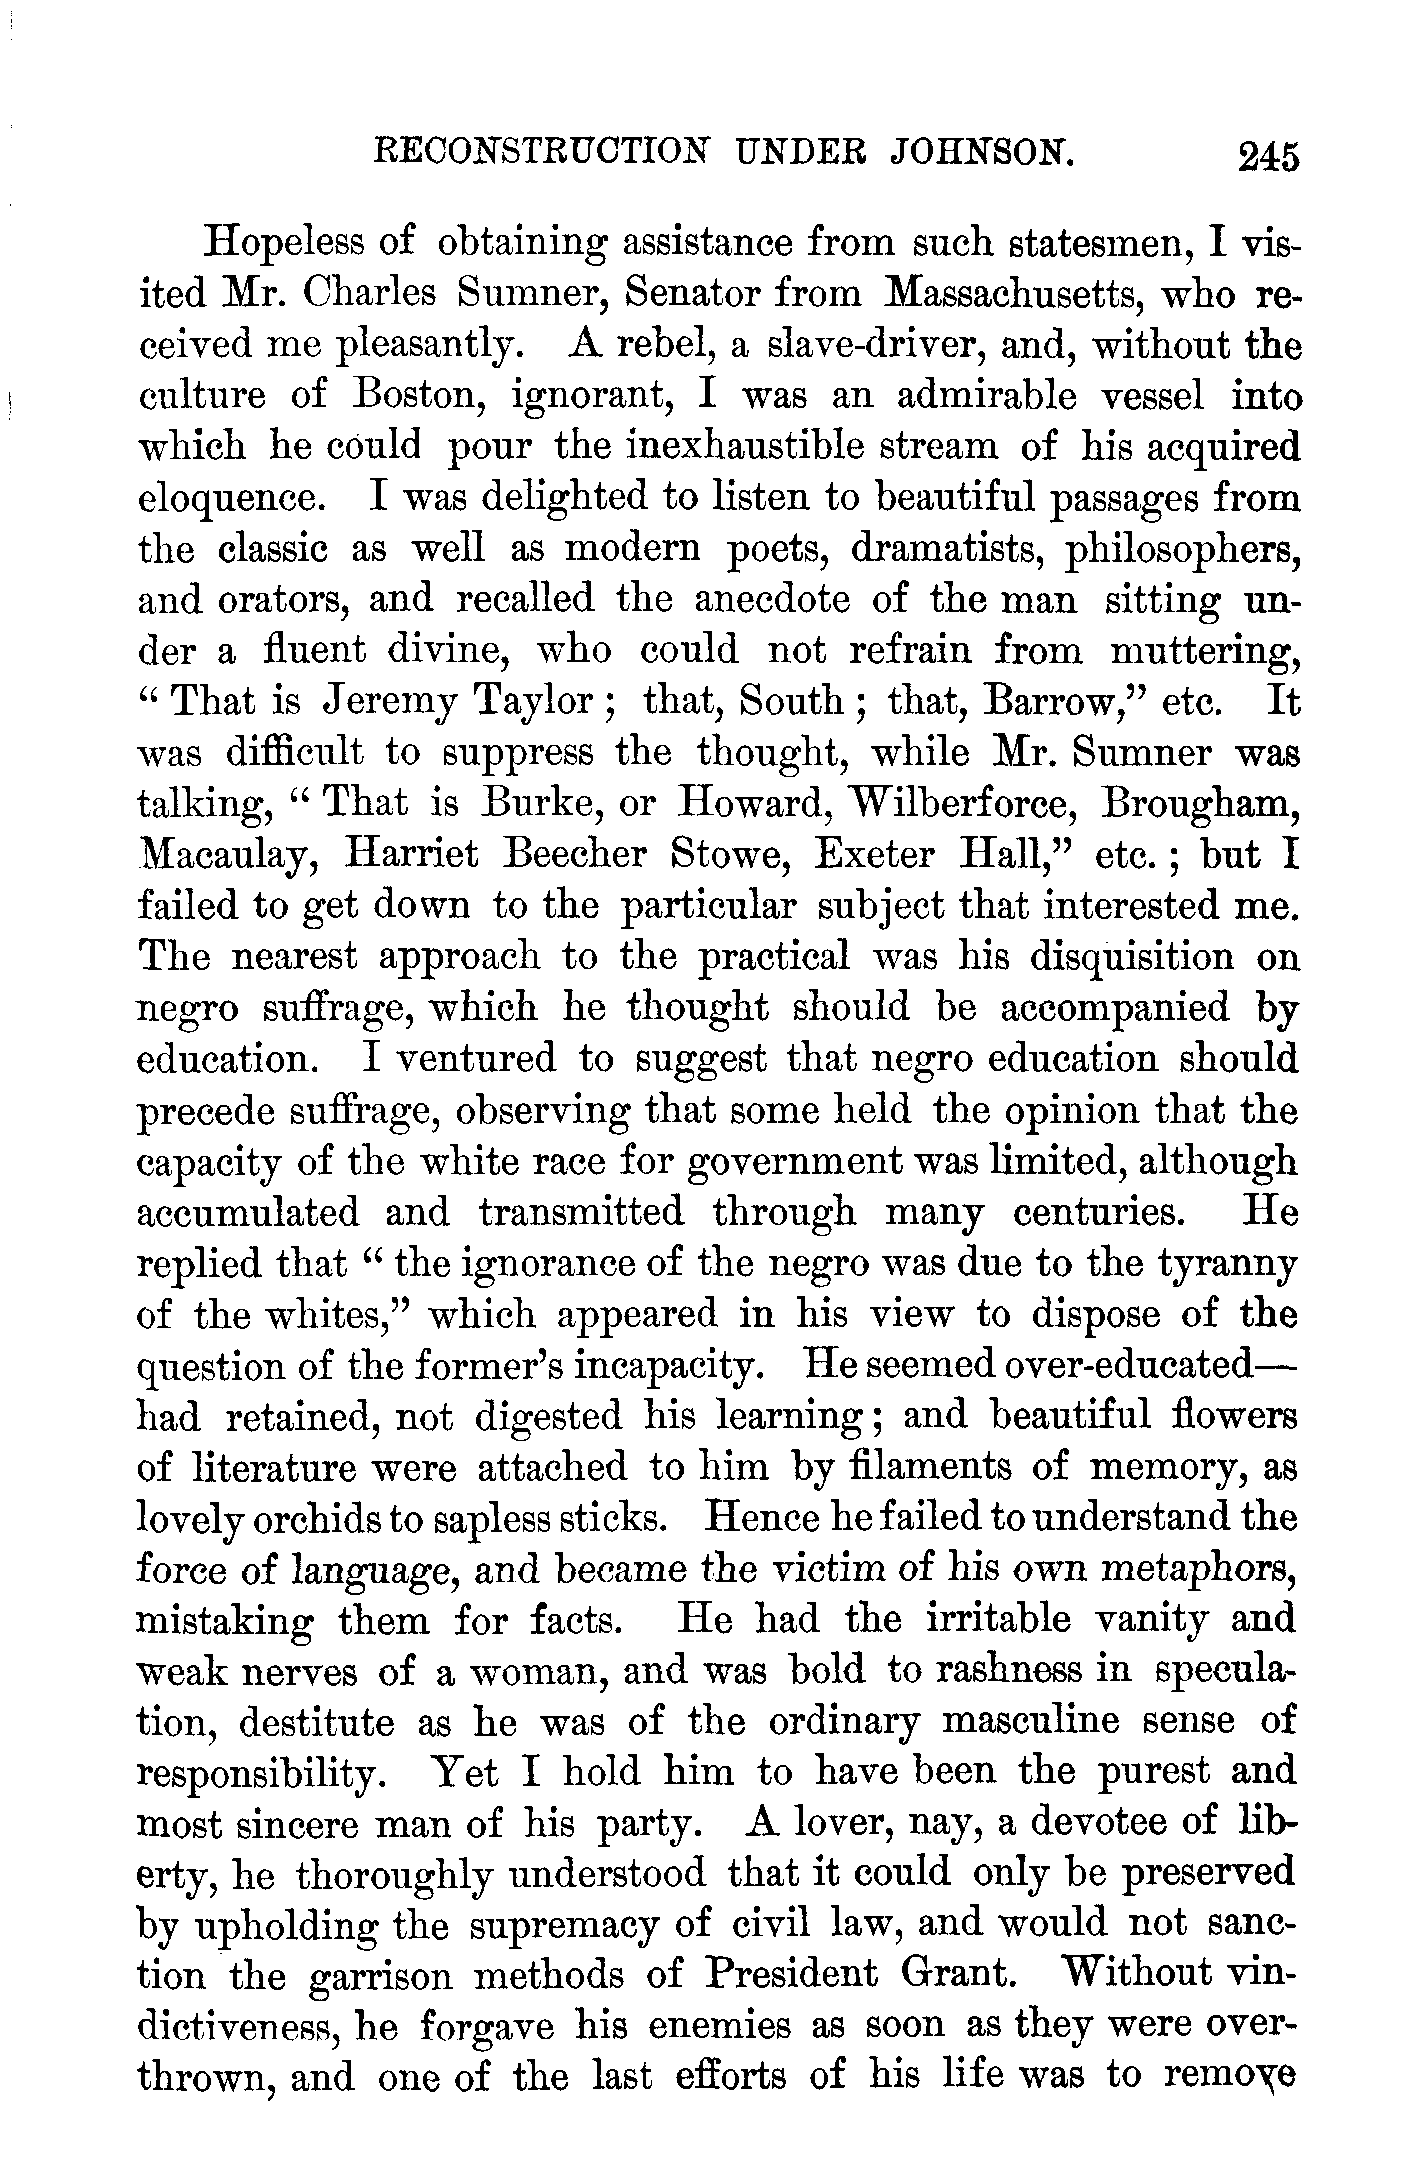 RECONSTRUCTION UNDER JOHNSON. 245
Hopeless of obtaining assistance from such statesmen, I vis-
ited Mr. Charles Sumner, Senator from Massachusetts, who re-
ceived me pleasantly. A rebel, a slave-driver, and, without the
culture of Boston, ignorant, I was an admirable vessel into
which he could pour the inexhaustible stream of his acquired
eloquence. I was delighted to listen to beautiful passages from
the classic as well as modern poets, dramatists, philosophers,
and orators, and recalled the anecdote of the man sitting un-
der a fluent divine, who could not refrain from muttering,
“ That is Jeremy Taylor ; that, South ; that, Barrow,” etc. It
was difficult to suppress the thought, while Mr. Sumner was
talking, “ That is Burke, or Howard, Wilberforce, Brougham,
Macaulay, Harriet Beecher Stowe, Exeter Hall,” etc. ; but I
failed to get down to the particular subject that interested me.
The nearest approach to the practical was his disquisition on
negro suffrage, which he thought should be accompanied by
education. I ventured to suggest that negro education should
precede suffrage, observing that some held the opinion that the
capacity of the white race for government was limited, although
accumulated and transmitted through many centuries. He
replied that “ the ignorance of the negro was due to the tyranny
of the whites,” which appeared in his view to dispose of the
question of the former’s incapacity. He seemed over-educated—
had retained, not digested his learning ; and beautiful flowers
of literature were attached to him by filaments of memory, as
lovely orchids to sapless sticks. Hence he failed to understand the
force of language, and became the victim of his own metaphors,
mistaking them for facts. He had the irritable vanity and
weak nerves of a woman, and was bold to rashness in specula-
tion, destitute as he was of the ordinary masculine sense of
responsibility. Yet I hold him to have been the purest and
most sincere man of his party. A lover, nay, a devotee of lib-
erty, he thoroughly understood that it could only be preserved
by upholding the supremacy of civil law, and would not sanc-
tion the garrison methods of President Grant. Without vin-
dictiveness, he forgave his enemies as soon as they were over-
thrown, and one of the last efforts of his life was to remove